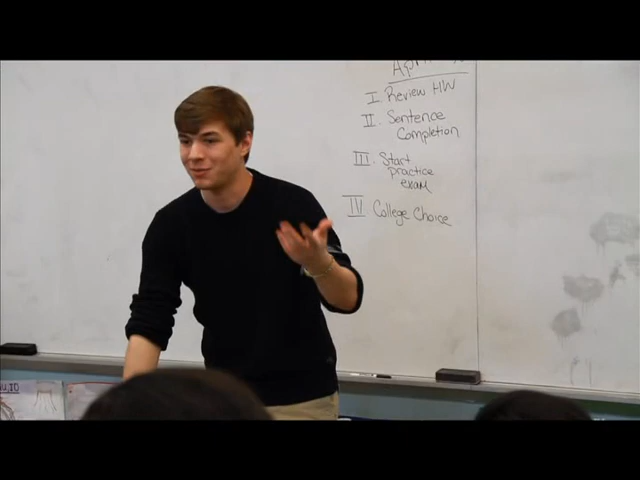 I. Review HW
II. Sentence
Completion
III. Start
practice
exam
IV. College Choice